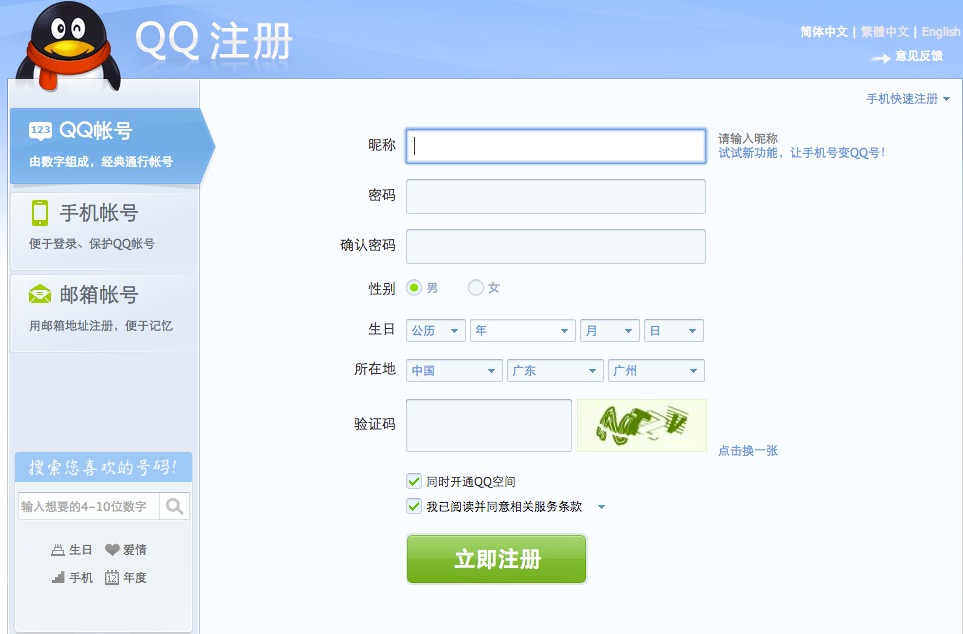 QQ 注册
简体中文 | 繁體中文 | English
意见反馈
手机快速注册
123 QQ帐号
由数字组成，经典通行帐号
手机帐号
便于登录、保护QQ帐号
邮箱帐号
用邮箱地址注册，便于记忆
搜索您喜欢的号码!
输入想要的4-10位数字
生日 爱情
手机 12 年度
昵称
请输入昵称
试试新功能，让手机号变QQ号!
密码
确认密码
性别 男 女
生日 公历 年 月 日
所在地 中国 广东 广州
验证码
点击换一张
同时开通QQ空间
我已阅读并同意相关服务条款
立即注册